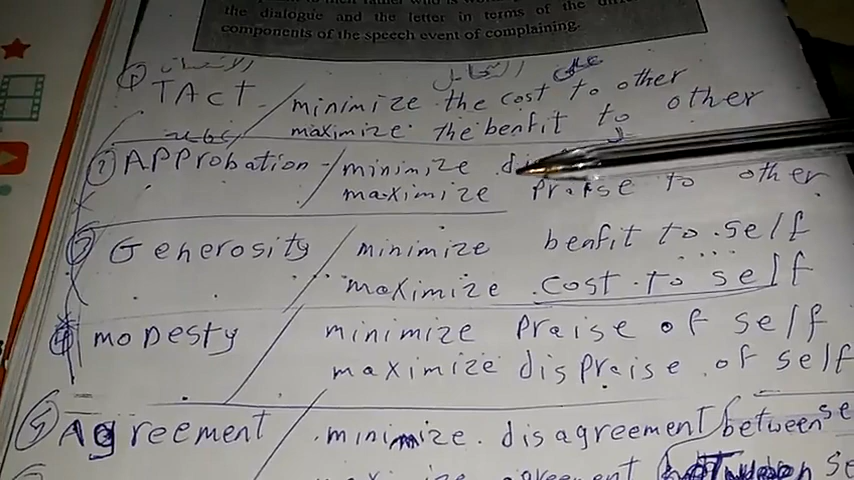 the dialogue and the letter in terms of the
components of the speech event of complaining.
① TAcT minimize the cost to other
maximize the benfit to other
② APProbation - minimize
maximize Praise to other
③ Generosity minimize benfit to self
maximize cost to self
④ moDesty minimize Praise of self
maximize disPraise of self
⑤ Agreement minimize disagreement between se
agreement between se